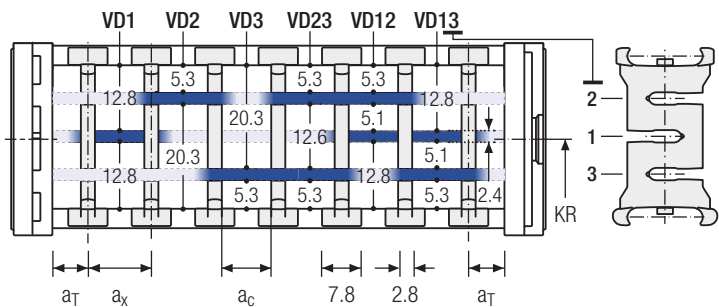 VD1 VD2 VD3 VD23 VD12 VD13
5.3 5.3 5.3
12.8 12.8 2
20.3 5.1
12.6 1
20.3 5.1
12.8 12.8 3
5.3 5.3 5.3 2.4
KR
aT ax ac 7.8 2.8 aT